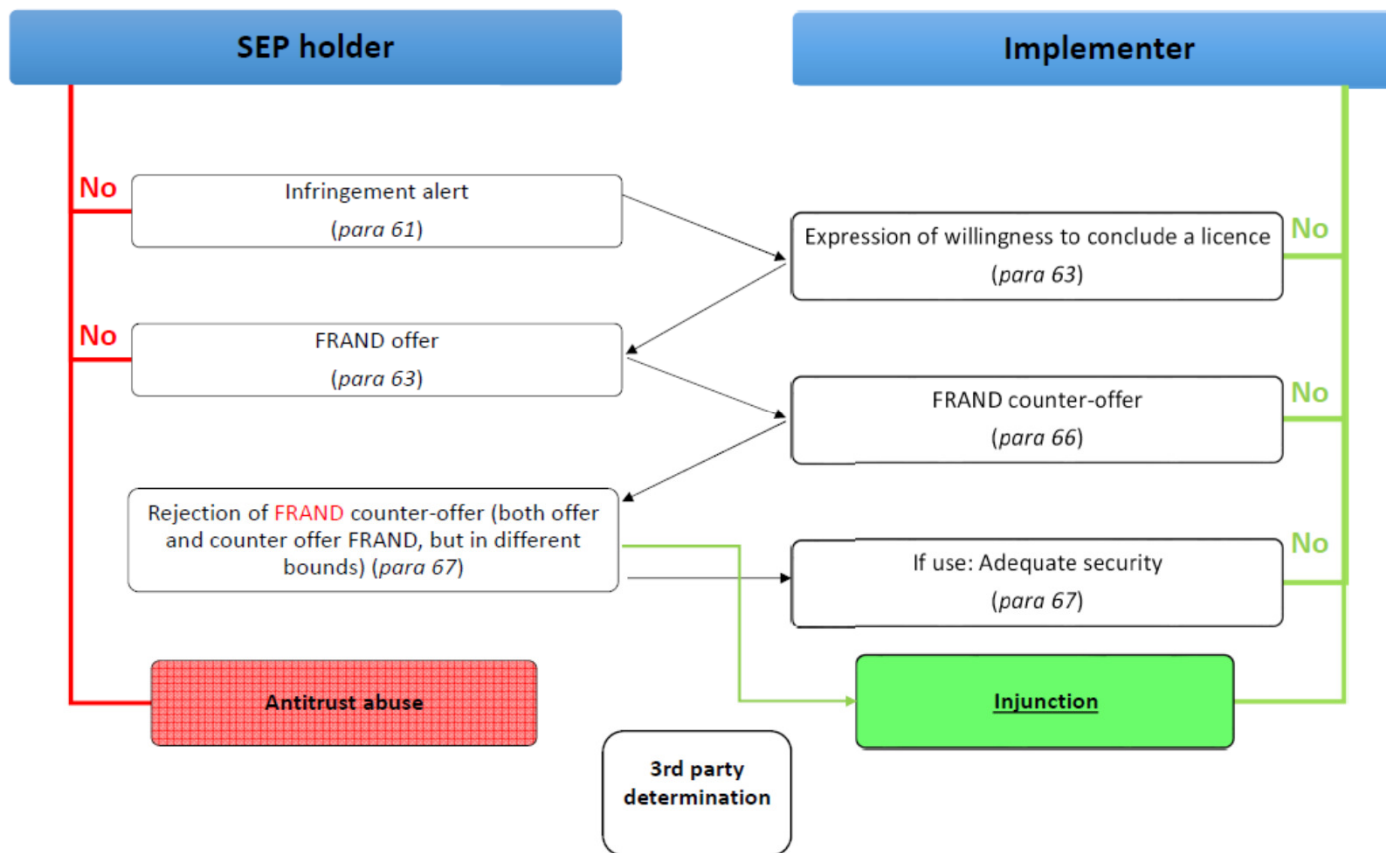 SEP holder
Implementer
No
Infringement alert
(para 61)
Expression of willingness to conclude a licence
(para 63)
No
No
FRAND offer
(para 63)
FRAND counter-offer
(para 66)
No
Rejection of FRAND counter-offer (both offer
and counter offer FRAND, but in different
bounds) (para 67)
If use: Adequate security
(para 67)
No
Antitrust abuse
Injunction
3rd party
determination